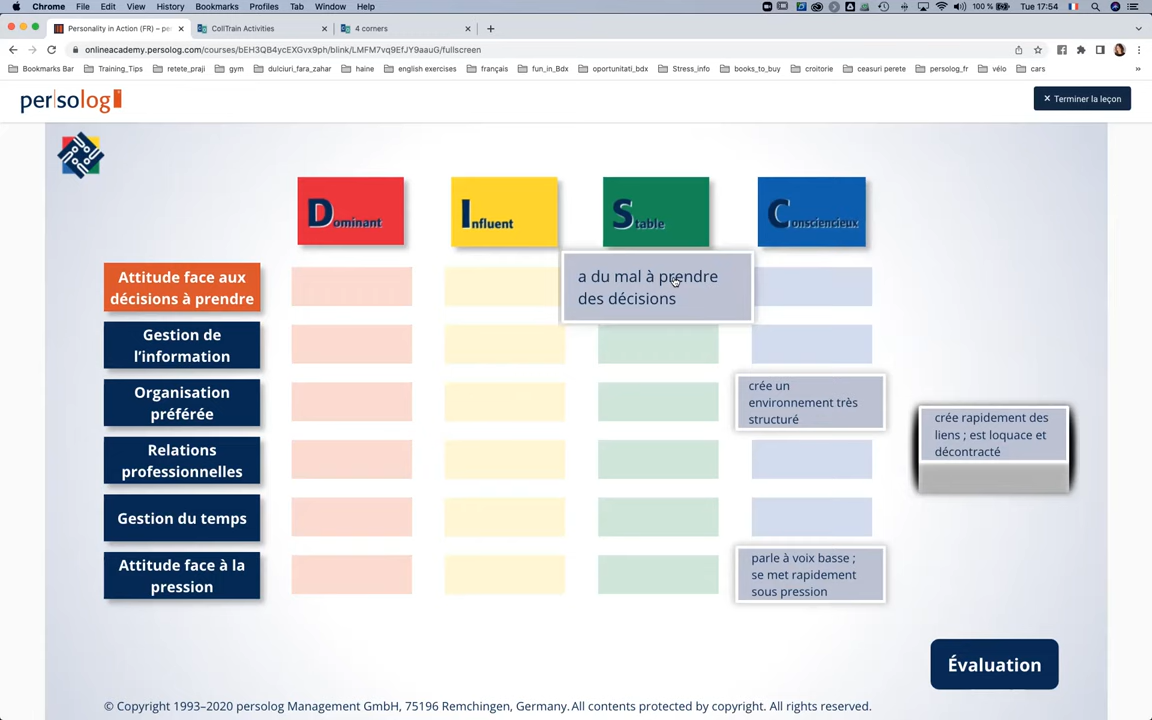 Chrome File Edit View History Bookmarks Profiles Tab Window Help
100 % Tue 17:54
Personality in Action (FR) – pe
CollTrain Activities
4 corners
onlineacademy.persolog.com/courses/bEH3QB4ycEXGvx9ph/blink/LMFM7vq9EfJY9aauG/fullscreen
Bookmarks Bar Training_Tips retete_praji gym dulciuri_fara_zahar haine english exercises français fun_in_Bdx oportunitati_bdx Stress_info books_to_buy croitorie ceasuri perete persolog_fr vélo cars »
persolog
× Terminer la leçon
Dominant
Influent
Stable
Consciencieux
Attitude face aux
décisions à prendre
a du mal à prendre
des décisions
Gestion de
l'information
Organisation
préférée
crée un
environnement très
structuré
crée rapidement des
liens ; est loquace et
décontracté
Relations
professionnelles
Gestion du temps
Attitude face à la
pression
parle à voix basse ;
se met rapidement
sous pression
Évaluation
© Copyright 1993–2020 persolog Management GmbH, 75196 Remchingen, Germany. All contents protected by copyright. All rights reserved.